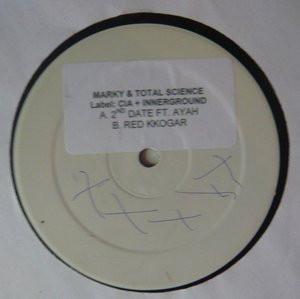 MARKY & TOTAL SCIENCE
Label: CIA + INNERGROUND
A. 2ND DATE FT. AYAH
B. RED KKOGAR